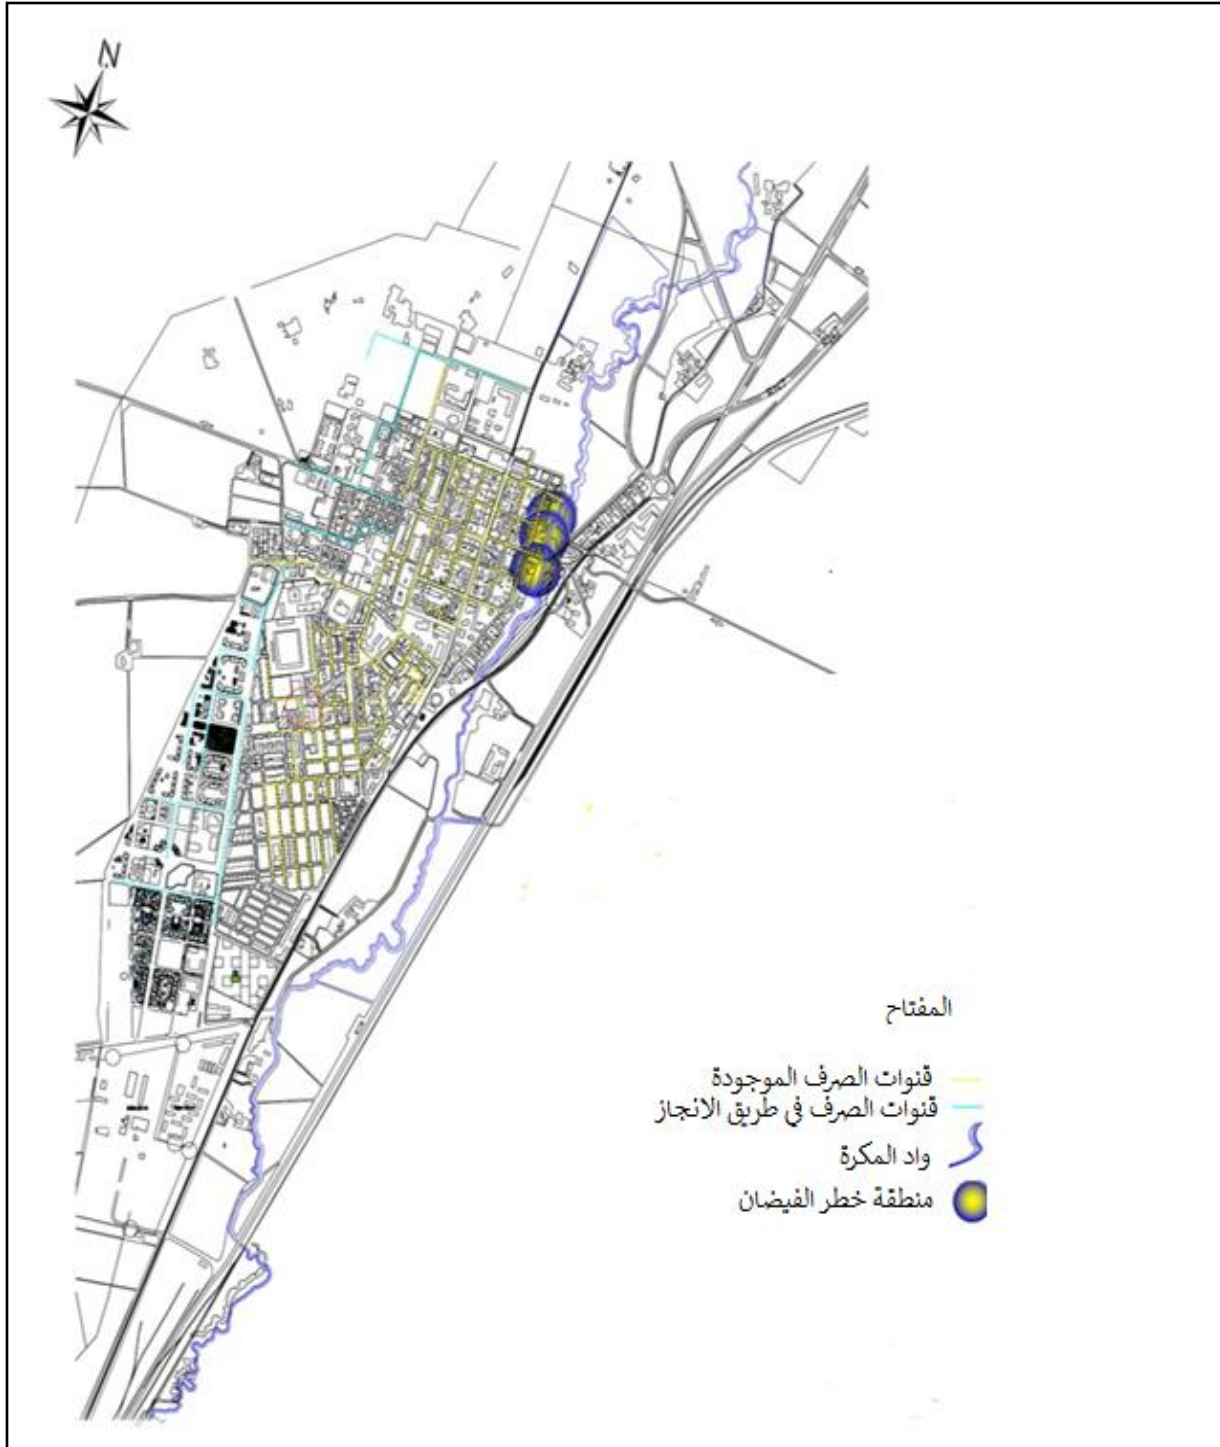 N
المفتاح
قنوات الصرف الموجودة
قنوات الصرف في طريق الانجاز
واد المكرة
منطقة خطر الفيضان